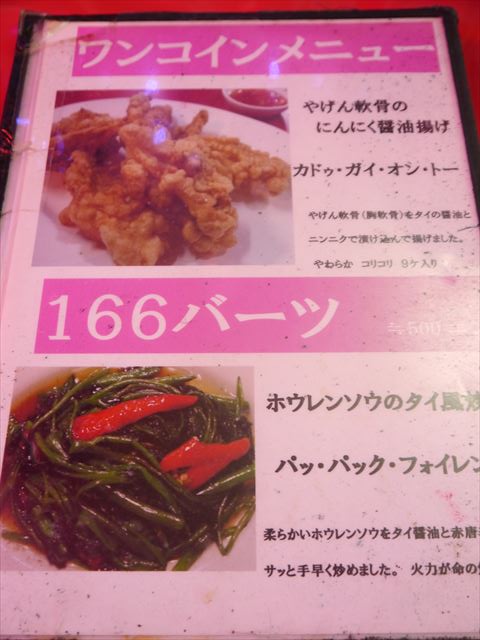 ワンコインメニュー
やげん軟骨の
にんにく醤油揚げ
カドゥ・ガイ・オン・トー
やげん軟骨(胸軟骨)をタイの醤油と
ニンニクで漬け込んで揚げました。
やわらか コリコリ 9ケ入り
166バーツ
≒500
ホウレンソウのタイ風炒
パッ・パック・フォイレン
柔らかいホウレンソウをタイ醤油と赤唐
サッと手早く炒めました。 火力が命の